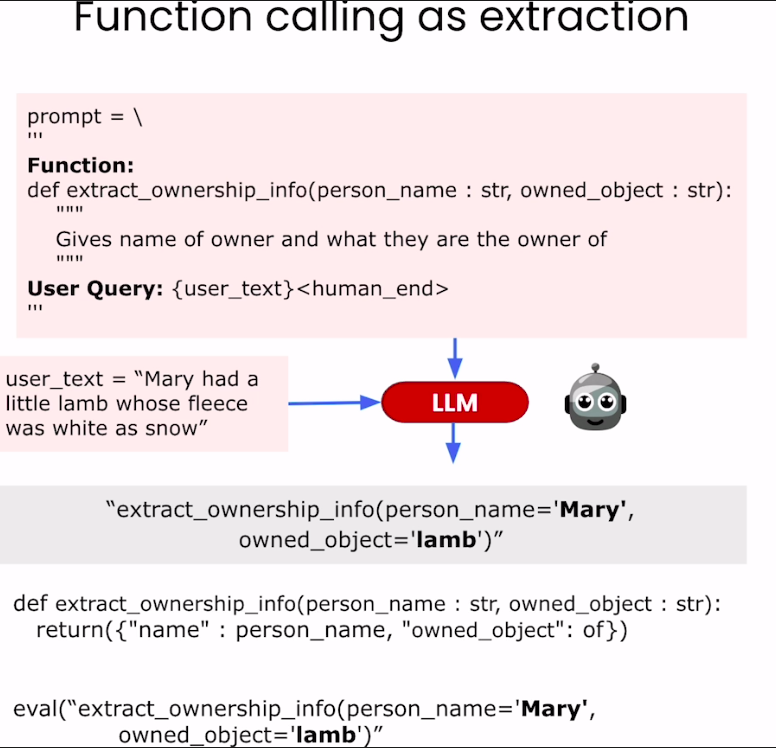 Function calling as extraction
prompt = \
'''
Function:
def extract_ownership_info(person_name : str, owned_object : str):
"""
Gives name of owner and what they are the owner of
"""
User Query: {user_text}<human_end>
'''
user_text = “Mary had a
little lamb whose fleece
was white as snow”
LLM
“extract_ownership_info(person_name='Mary',
owned_object='lamb')”
def extract_ownership_info(person_name : str, owned_object : str):
return({"name" : person_name, "owned_object": of})
eval(“extract_ownership_info(person_name='Mary',
owned_object='lamb')”